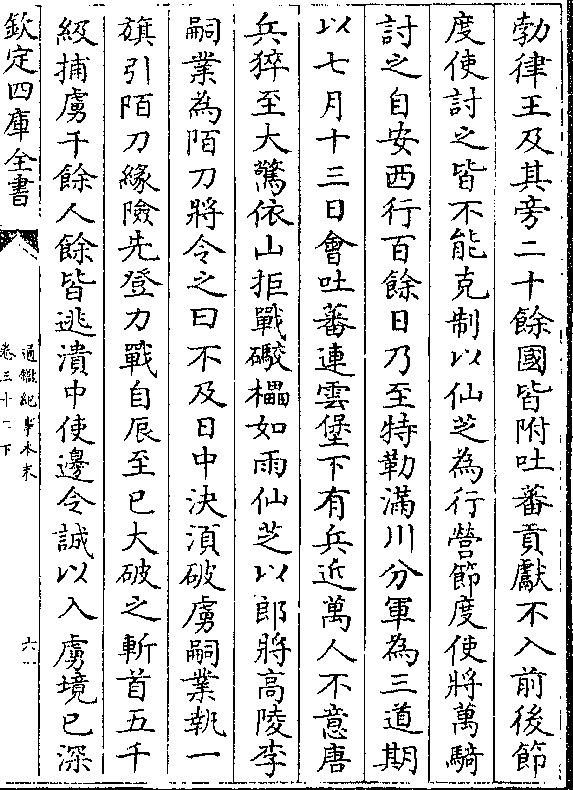 勃律王及其旁二十餘國皆附吐蕃貢獻不入前後節
度使討之皆不能克制以仙芝為行營節度使將萬騎
討之自安西行百餘日乃至特勒滿川分軍為三道期
以七月十三日會吐蕃連雲堡下有兵近萬人不意唐
兵猝至大驚依山拒戰礮櫑如雨仙芝以郎將高陵李
嗣業為陌刀將令之曰不及日中決須破虜嗣業執一
旗引陌刀緣險先登力戰自辰至巳大破之斬首五千
級捕虜千餘人餘皆逃潰中使邊令誠以入虜境已深
欽定四庫全書
通鑑紀事本末
卷三十一下
六